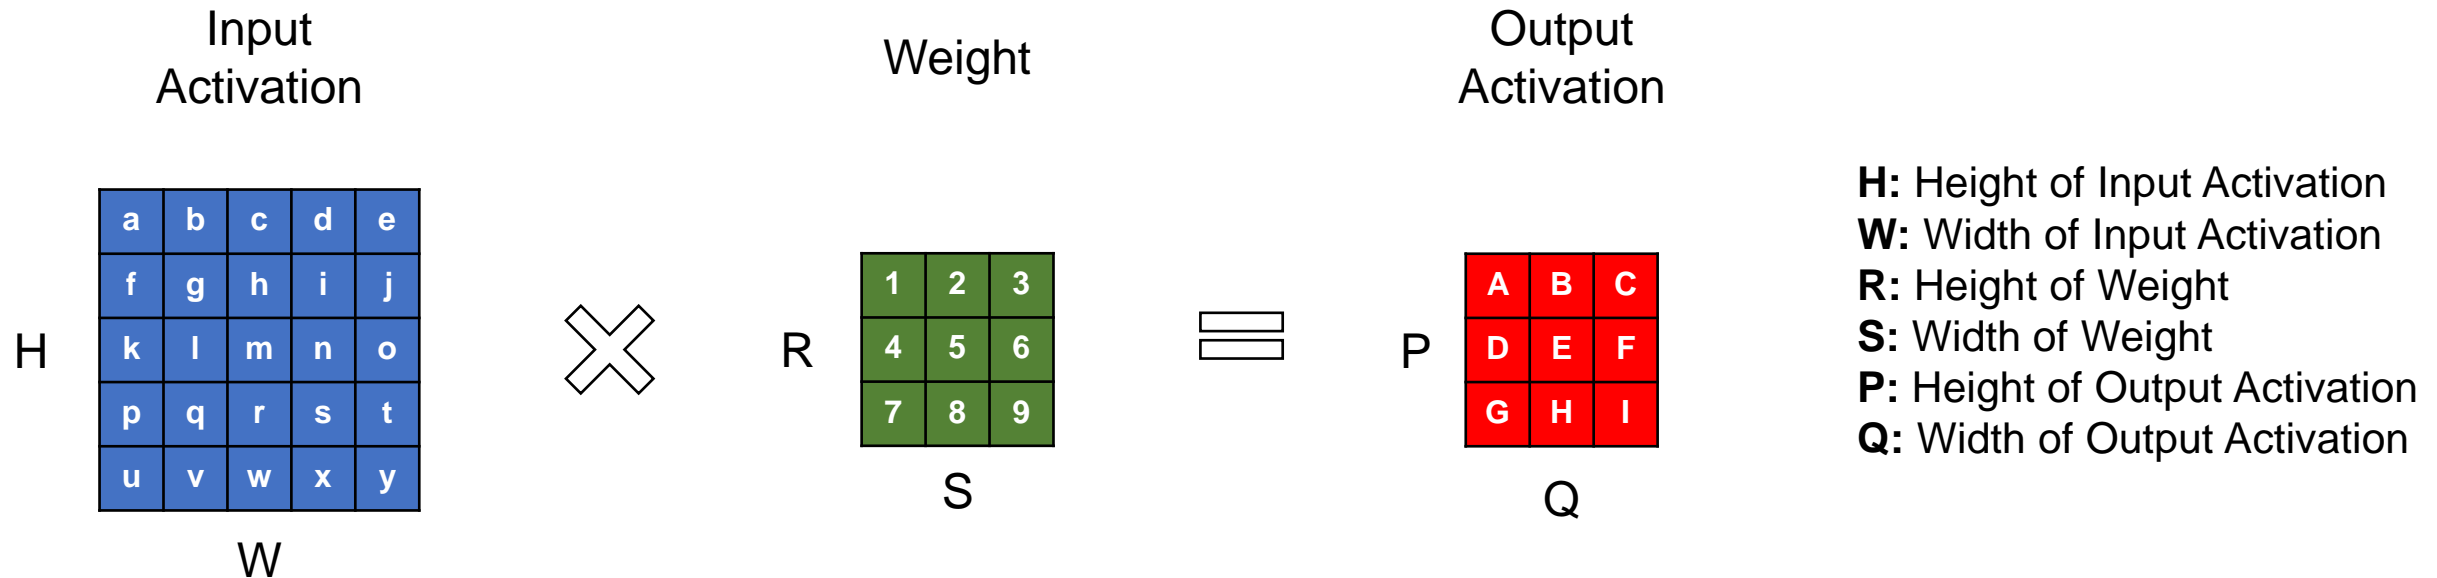 Input
Activation
Weight
Output
Activation
H
a b c d e
f g h i j
k l m n o
p q r s t
u v w x y
W
R
1 2 3
4 5 6
7 8 9
S
P
A B C
D E F
G H I
Q
H: Height of Input Activation
W: Width of Input Activation
R: Height of Weight
S: Width of Weight
P: Height of Output Activation
Q: Width of Output Activation